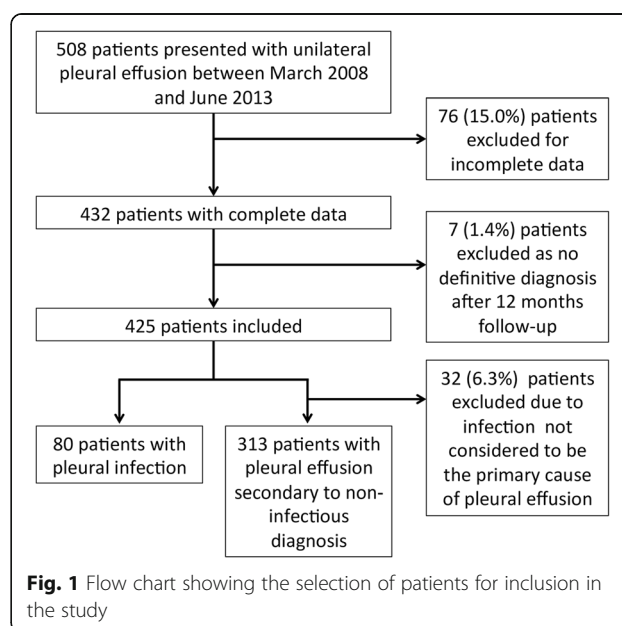 508 patients presented with unilateral
pleural effusion between March 2008
and June 2013
76 (15.0%) patients
excluded for
incomplete data
432 patients with complete data
7 (1.4%) patients
excluded as no
definitive diagnosis
after 12 months
follow-up
425 patients included
32 (6.3%) patients
excluded due to
infection not
considered to be
the primary cause
of pleural effusion
80 patients with
pleural infection
313 patients with
pleural effusion
secondary to non-
infectious
diagnosis
Fig. 1 Flow chart showing the selection of patients for inclusion in
the study